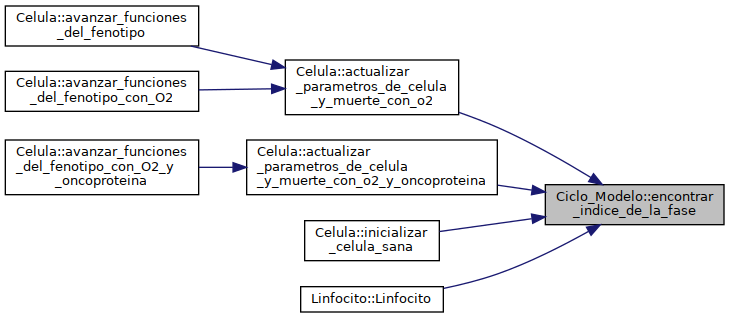 Celula::avanzar_funciones
_del_fenotipo
Celula::avanzar_funciones
_del_fenotipo_con_O2
Celula::avanzar_funciones
_del_fenotipo_con_O2_y
_oncoproteina
Celula::actualizar
_parametros_de_celula
_y_muerte_con_o2
Celula::actualizar
_parametros_de_celula
_y_muerte_con_o2_y_oncoproteina
Celula::inicializar
_celula_sana
Linfocito::Linfocito
Ciclo_Modelo::encontrar
_indice_de_la_fase